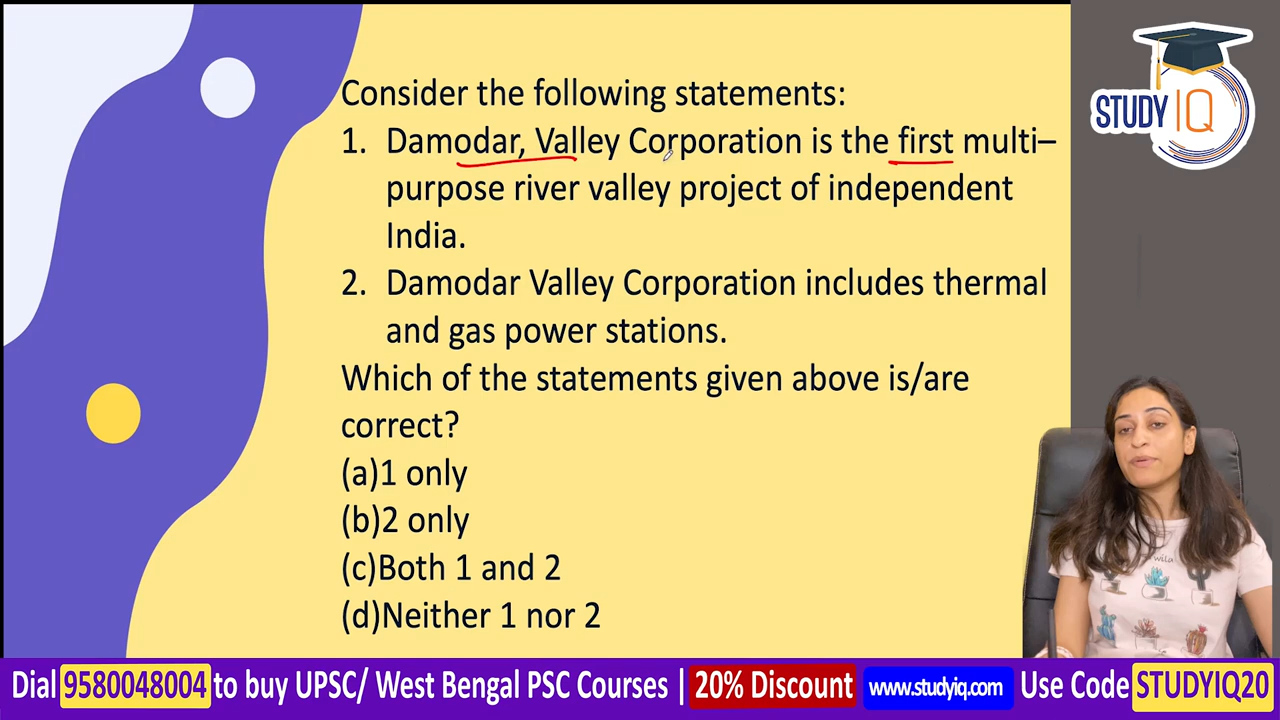 Consider the following statements:
1. Damodar, Valley Corporation is the first multi–
purpose river valley project of independent
India.
2. Damodar Valley Corporation includes thermal
and gas power stations.
Which of the statements given above is/are
correct?
(a)1 only
(b)2 only
(c)Both 1 and 2
(d)Neither 1 nor 2
STUDY IQ
Dial 9580048004 to buy UPSC/ West Bengal PSC Courses | 20% Discount www.studyiq.com Use Code STUDYIQ20